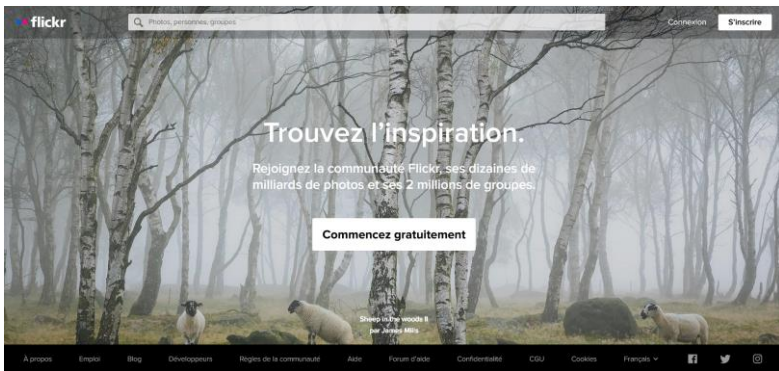 flickr
Photos, personnes, groupes
Connexion
S'inscrire
Trouvez l'inspiration.
Rejoignez la communauté Flickr, ses dizaines de
milliards de photos et ses 2 millions de groupes.
Commencez gratuitement
Sheep in the woods II
par James Mills
À propos
Emploi
Blog
Développeurs
Règles de la communauté
Aide
Forum d'aide
Confidentialité
CGU
Cookies
Français